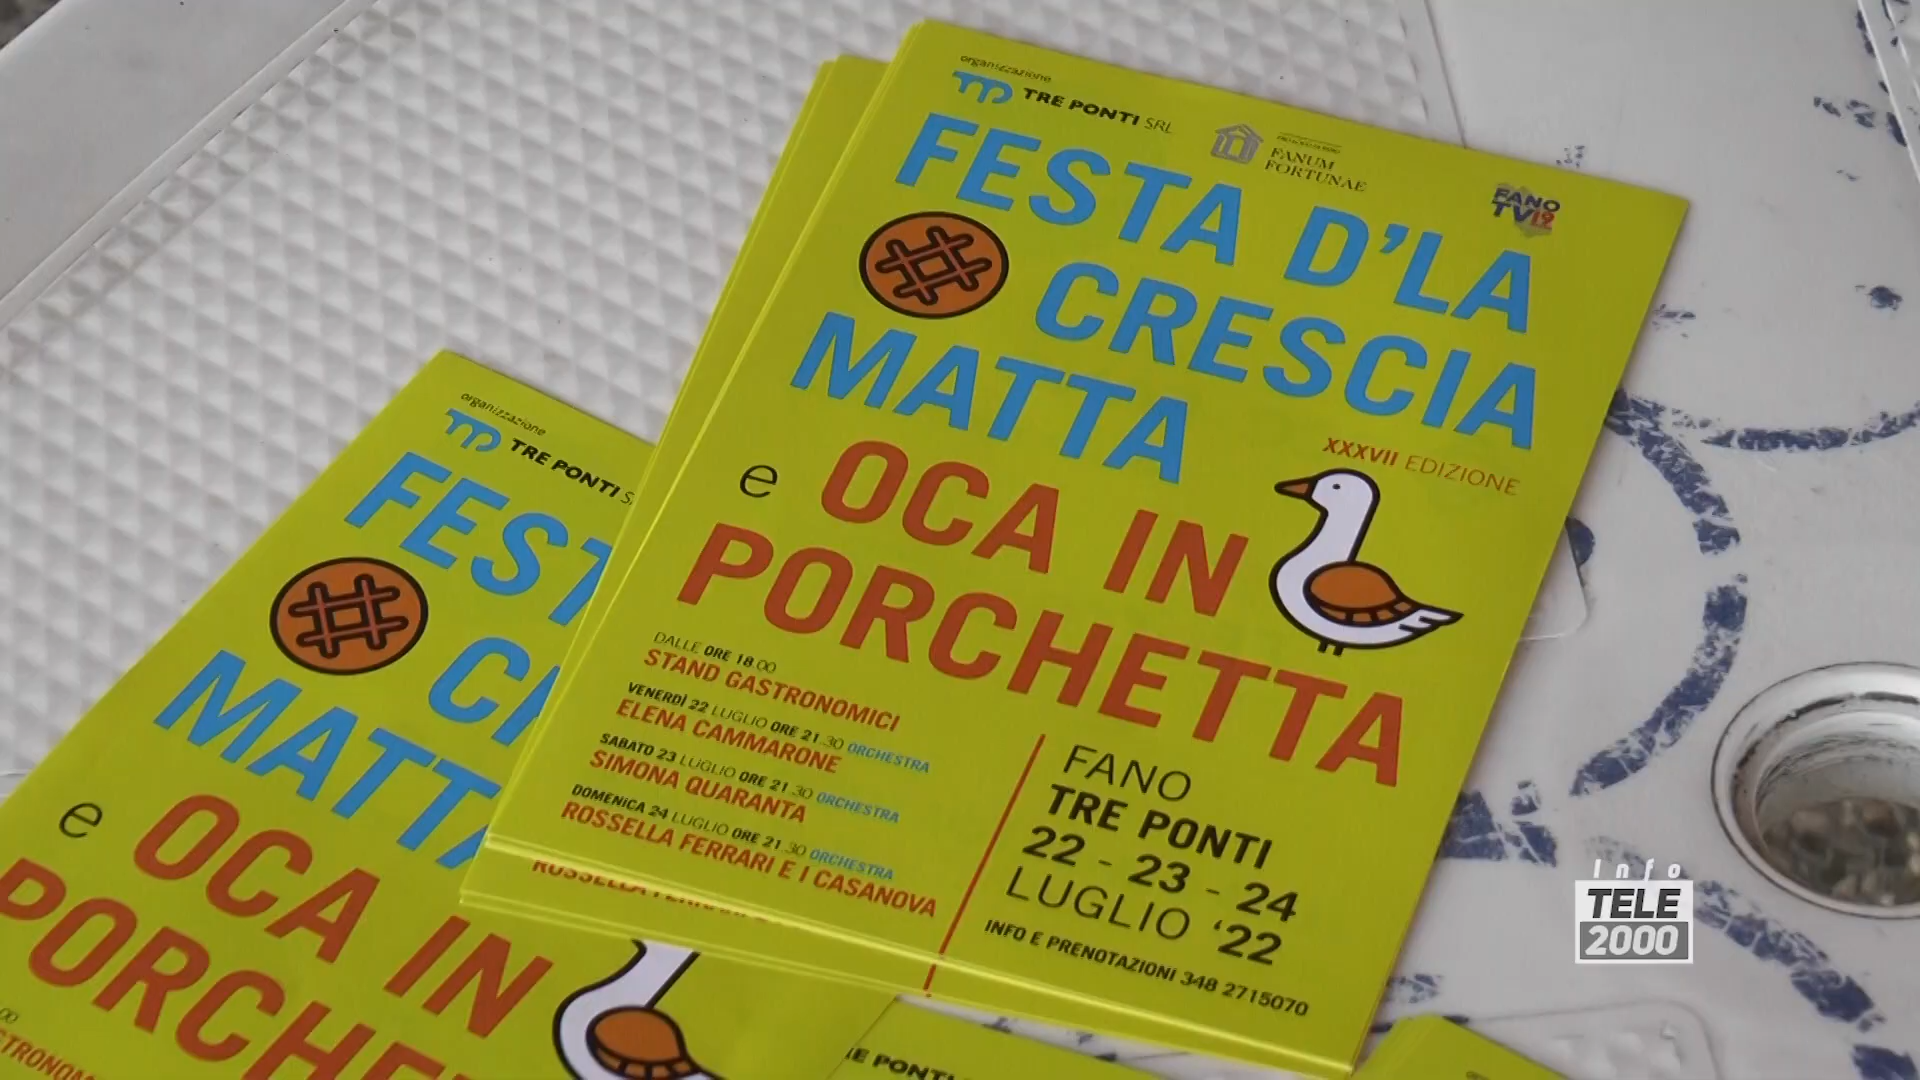 organizzazione
TRE PONTI SRL
FANUM
FORTUNAE
FANO
TV19
FESTA D'LA
CRESCIA
MATTA
XXXVII EDIZIONE
e OCA IN
PORCHETTA
DALLE ORE 18.00
STAND GASTRONOMICI
VENERDÌ 22 LUGLIO ORE 21.30 ORCHESTRA
ELENA CAMMARONE
SABATO 23 LUGLIO ORE 21.30 ORCHESTRA
SIMONA QUARANTA
DOMENICA 24 LUGLIO ORE 21.30 ORCHESTRA
ROSSELLA FERRARI E I CASANOVA
FANO
TRE PONTI
22 - 23 - 24
LUGLIO '22
INFO E PRENOTAZIONI 348 2715070
organizzazione
TRE PONTI
FEST
MATTA
e OCA IN
PORCHE
PONTI
Info
TELE
2000